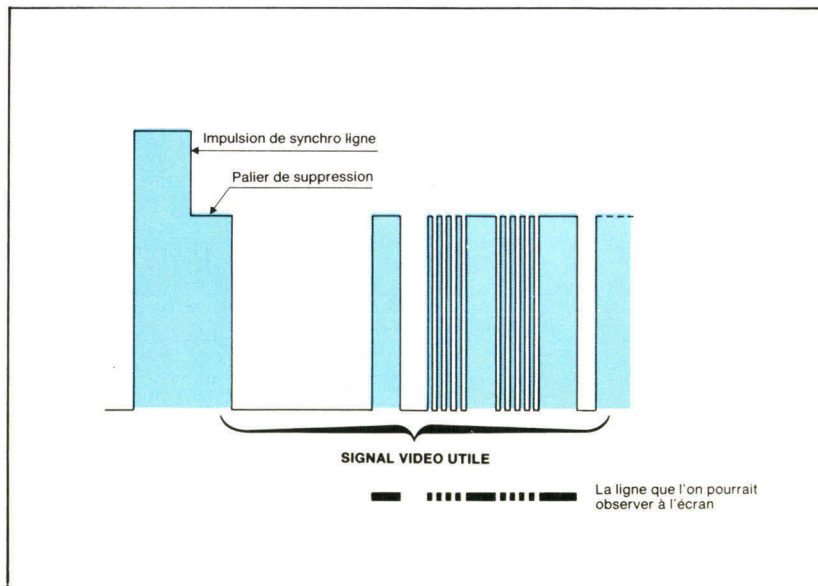 Impulsion de synchro ligne
Palier de suppression
SIGNAL VIDEO UTILE
La ligne que l'on pourrait
observer à l'écran